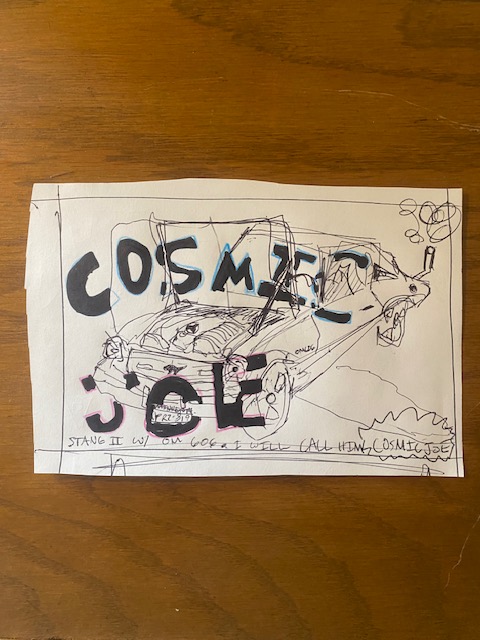 COSMIC
JOE
STANG II W/ OM 606. I WILL CALL HIM, COSMIC JOE